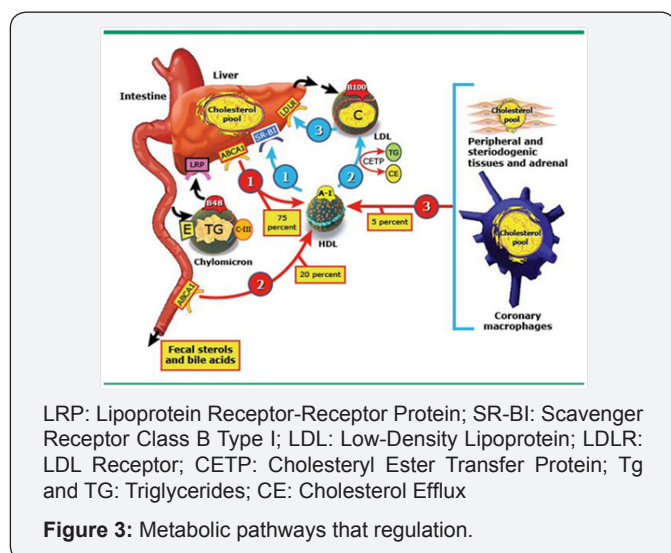 Liver
Intestine
Cholesterol
pool
LDLR
B100
C
LDL
SR-BI
ABCA1
LRP
3
1
1
2
CETP
TG
CE
A-I
HDL
75
percent
B48
E
TG
C-III
Chylomicron
ABCA1
2
20 percent
5 percent
3
Cholesterol
pool
Peripheral and
steriodogenic
tissues and adrenal
Cholesterol
pool
Coronary
macrophages
Fecal sterols
and bile acids
LRP: Lipoprotein Receptor-Receptor Protein; SR-BI: Scavenger
Receptor Class B Type I; LDL: Low-Density Lipoprotein; LDLR:
LDL Receptor; CETP: Cholesteryl Ester Transfer Protein; Tg
and TG: Triglycerides; CE: Cholesterol Efflux
Figure 3: Metabolic pathways that regulation.